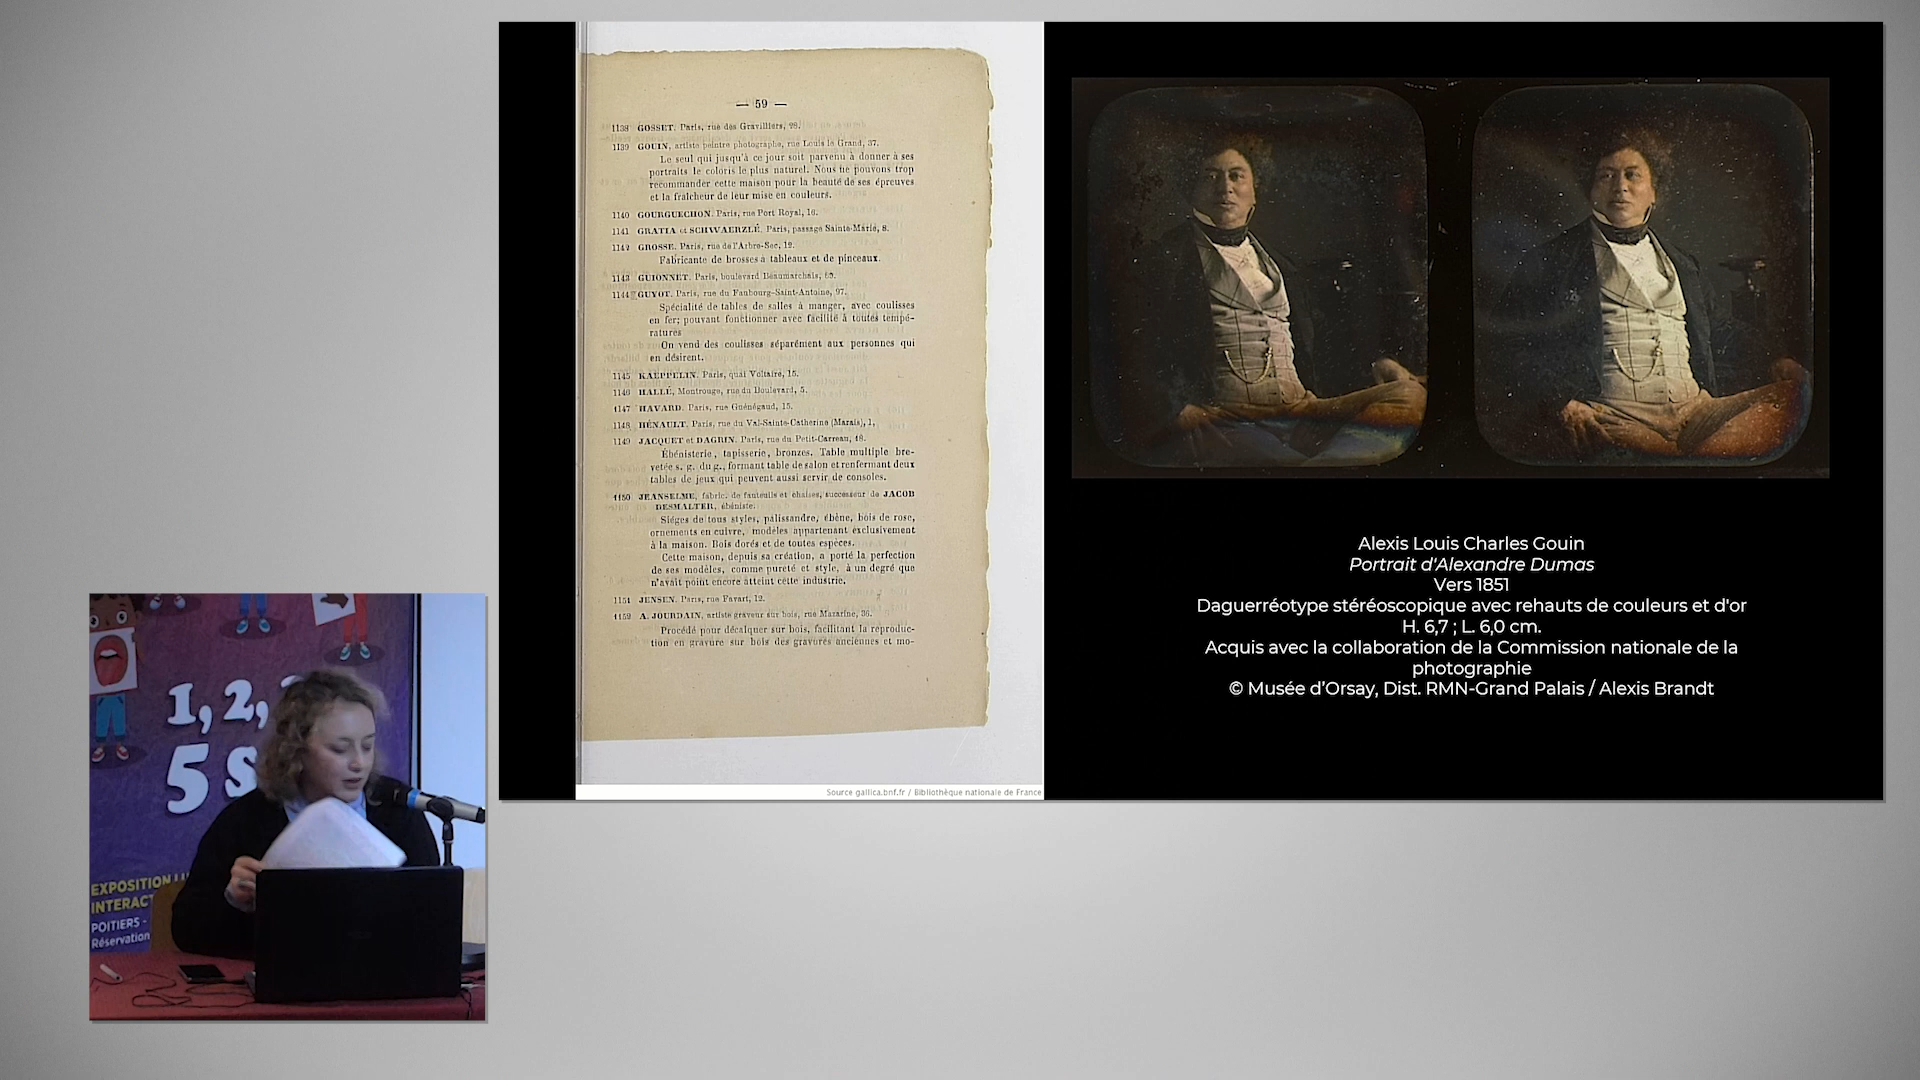 — 59 —
1138 GOSSET. Paris, rue des Gravilliers, 98.
1139 GOUIN, artiste peintre photographe, rue Louis le Grand, 37.
Le seul qui jusqu'à ce jour soit parvenu à donner à ses
portraits le coloris le plus naturel. Nous ne pouvons trop
recommander cette maison pour la beauté de ses épreuves
et la fraîcheur de leur mise en couleurs.
1140 GOURGUECHON. Paris, rue Port Royal, 16.
1141 GRATIA et SCHWAERZLÉ. Paris, passage Sainte-Marie, 8.
1142 GROSSE. Paris, rue de l'Arbre-Sec, 19.
Fabricante de brosses à tableaux et de pinceaux.
1143 GUIONNET. Paris, boulevard Beaumarchais,
1144 GUYOT. Paris, rue du Faubourg-Saint-Antoine, 97.
Spécialité de tables de salles à manger, avec coulisses
en fer; pouvant fonctionner avec facilité à toutes tempé-
ratures
On vend des coulisses séparément aux personnes qui
en désirent.
1145 KAEPPELIN. Paris, quai Voltaire, 15.
1146 HALLÉ, Montrouge, rue du Boulevard, 5.
1147 HAVARD. Paris, rue Guénégaud, 15.
1148 HÉNAULT. Paris, rue du Val-Sainte-Catherine (Marais), 1,
1149 JACQUET et DAGRIN. Paris, rue du Petit-Carreau, 18.
Ébénisterie, tapisserie, bronzes. Table multiple bre-
vetée s. g. du g., formant table de salon et renfermant deux
tables de jeux qui peuvent aussi servir de consoles.
1150 JEANSELME, fabric. de fauteuils et chaises, successeur de JACOB
DESMALTER, ébéniste.
Siéges de tous styles, palissandre, ébène, bois de rose,
ornements en cuivre, modèles appartenant exclusivement
à la maison. Bois dorés et de toutes espèces.
Cette maison, depuis sa création, a porté la perfection
de ses modèles, comme pureté et style, à un degré que
n'avait point encore atteint cette industrie.
1151 JENSEN. Paris, rue Favart, 12.
1152 A. JOURDAIN, artiste graveur sur bois, rue Mazarine, 36.
Procédé pour décalquer sur bois, facilitant la reproduc-
tion en gravure sur bois des gravures anciennes et mo-
Source gallica.bnf.fr / Bibliothèque nationale de France
Alexis Louis Charles Gouin
Portrait d'Alexandre Dumas
Vers 1851
Daguerréotype stéréoscopique avec rehauts de couleurs et d'or
H. 6,7 ; L. 6,0 cm.
Acquis avec la collaboration de la Commission nationale de la
photographie
© Musée d'Orsay, Dist. RMN-Grand Palais / Alexis Brandt
1, 2,
5 S
EXPOSITION
INTERACT
POITIERS -
Réservation